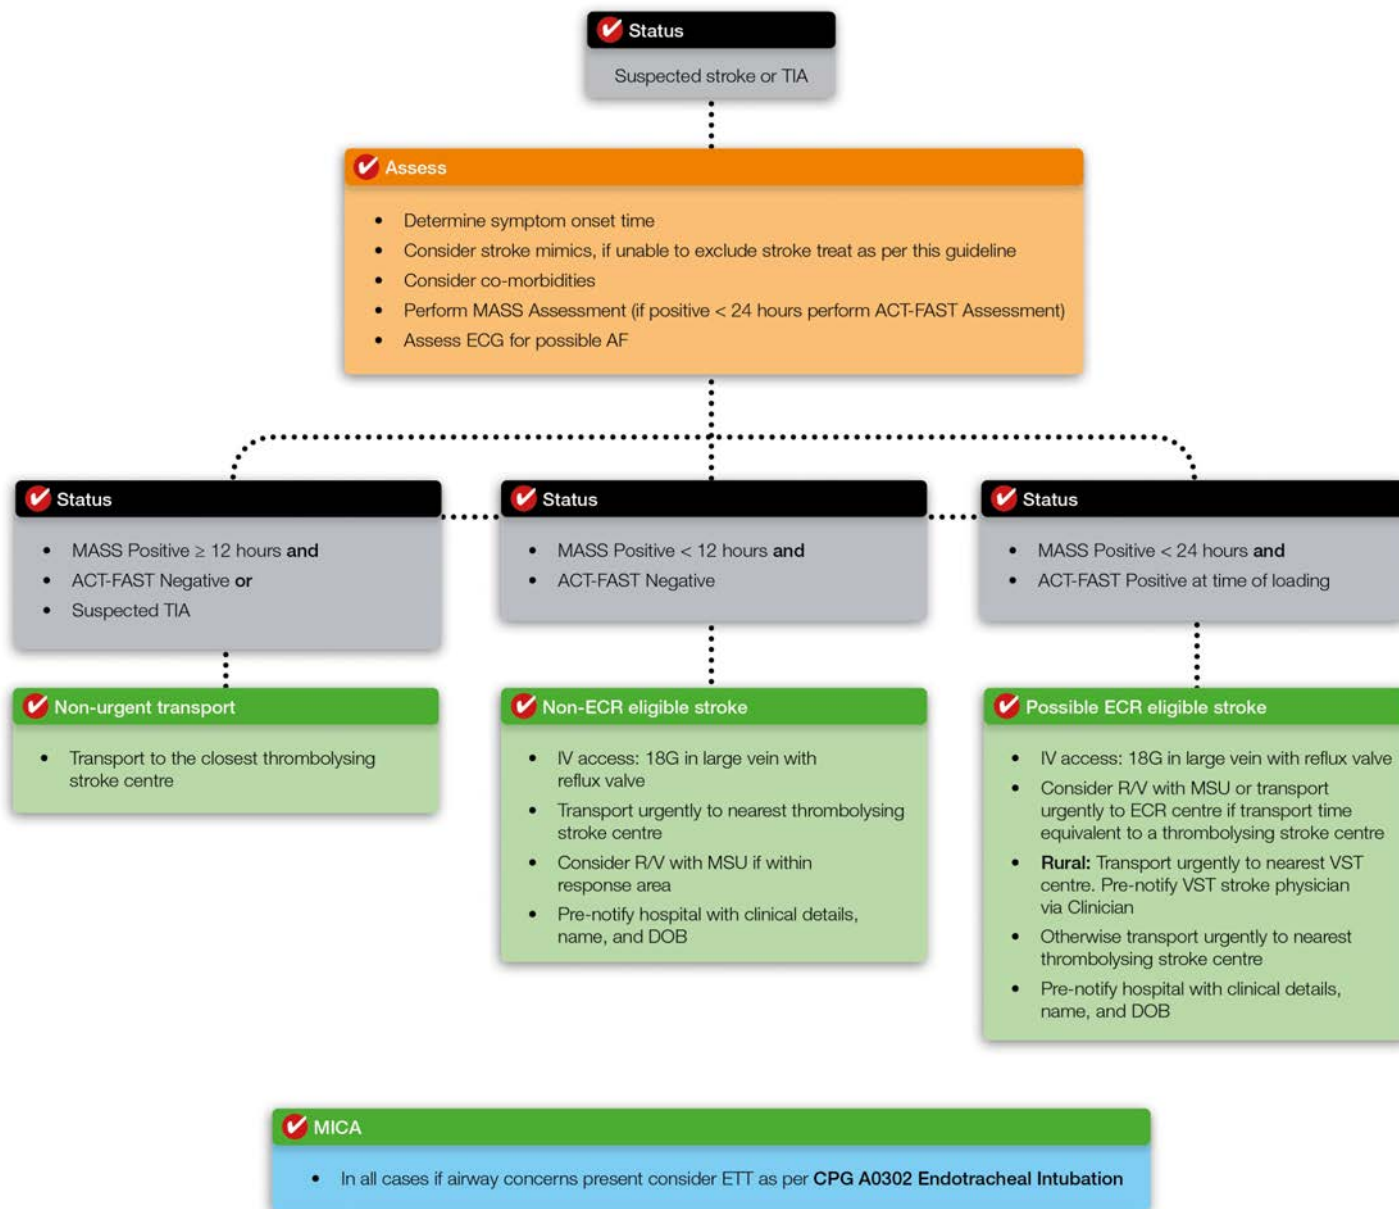 Status
Suspected stroke or TIA
Assess
• Determine symptom onset time
• Consider stroke mimics, if unable to exclude stroke treat as per this guideline
• Consider co-morbidities
• Perform MASS Assessment (if positive < 24 hours perform ACT-FAST Assessment)
• Assess ECG for possible AF
Status
• MASS Positive ≥ 12 hours and
• ACT-FAST Negative or
• Suspected TIA
Non-urgent transport
• Transport to the closest thrombolysing
stroke centre
Status
• MASS Positive < 12 hours and
• ACT-FAST Negative
Non-ECR eligible stroke
• IV access: 18G in large vein with
reflux valve
• Transport urgently to nearest thrombolysing
stroke centre
• Consider R/V with MSU if within
response area
• Pre-notify hospital with clinical details,
name, and DOB
Status
• MASS Positive < 24 hours and
• ACT-FAST Positive at time of loading
Possible ECR eligible stroke
• IV access: 18G in large vein with reflux valve
• Consider R/V with MSU or transport
urgently to ECR centre if transport time
equivalent to a thrombolysing stroke centre
• Rural: Transport urgently to nearest VST
centre. Pre-notify VST stroke physician
via Clinician
• Otherwise transport urgently to nearest
thrombolysing stroke centre
• Pre-notify hospital with clinical details,
name, and DOB
MICA
• In all cases if airway concerns present consider ETT as per CPG A0302 Endotracheal Intubation